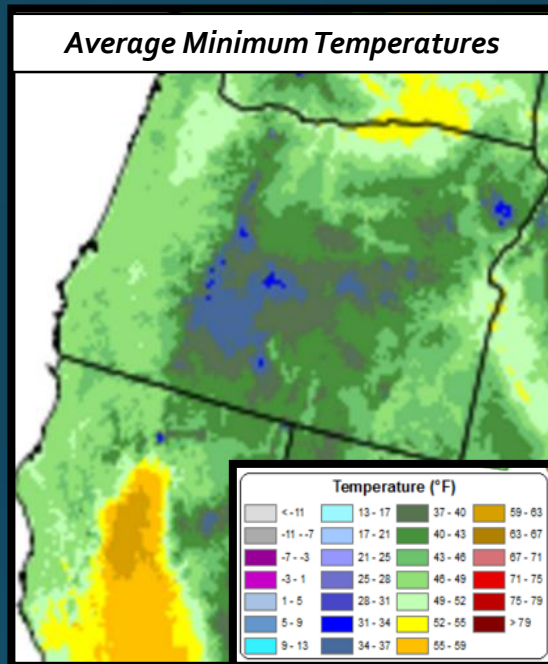 Average Minimum Temperatures
Temperature (°F)
< -11
-11 - -7
-7 - -3
-3 - 1
1 - 5
5 - 9
9 - 13
13 - 17
17 - 21
21 - 25
25 - 28
28 - 31
31 - 34
34 - 37
37 - 40
40 - 43
43 - 46
46 - 49
49 - 52
52 - 55
55 - 59
59 - 63
63 - 67
67 - 71
71 - 75
75 - 79
> 79